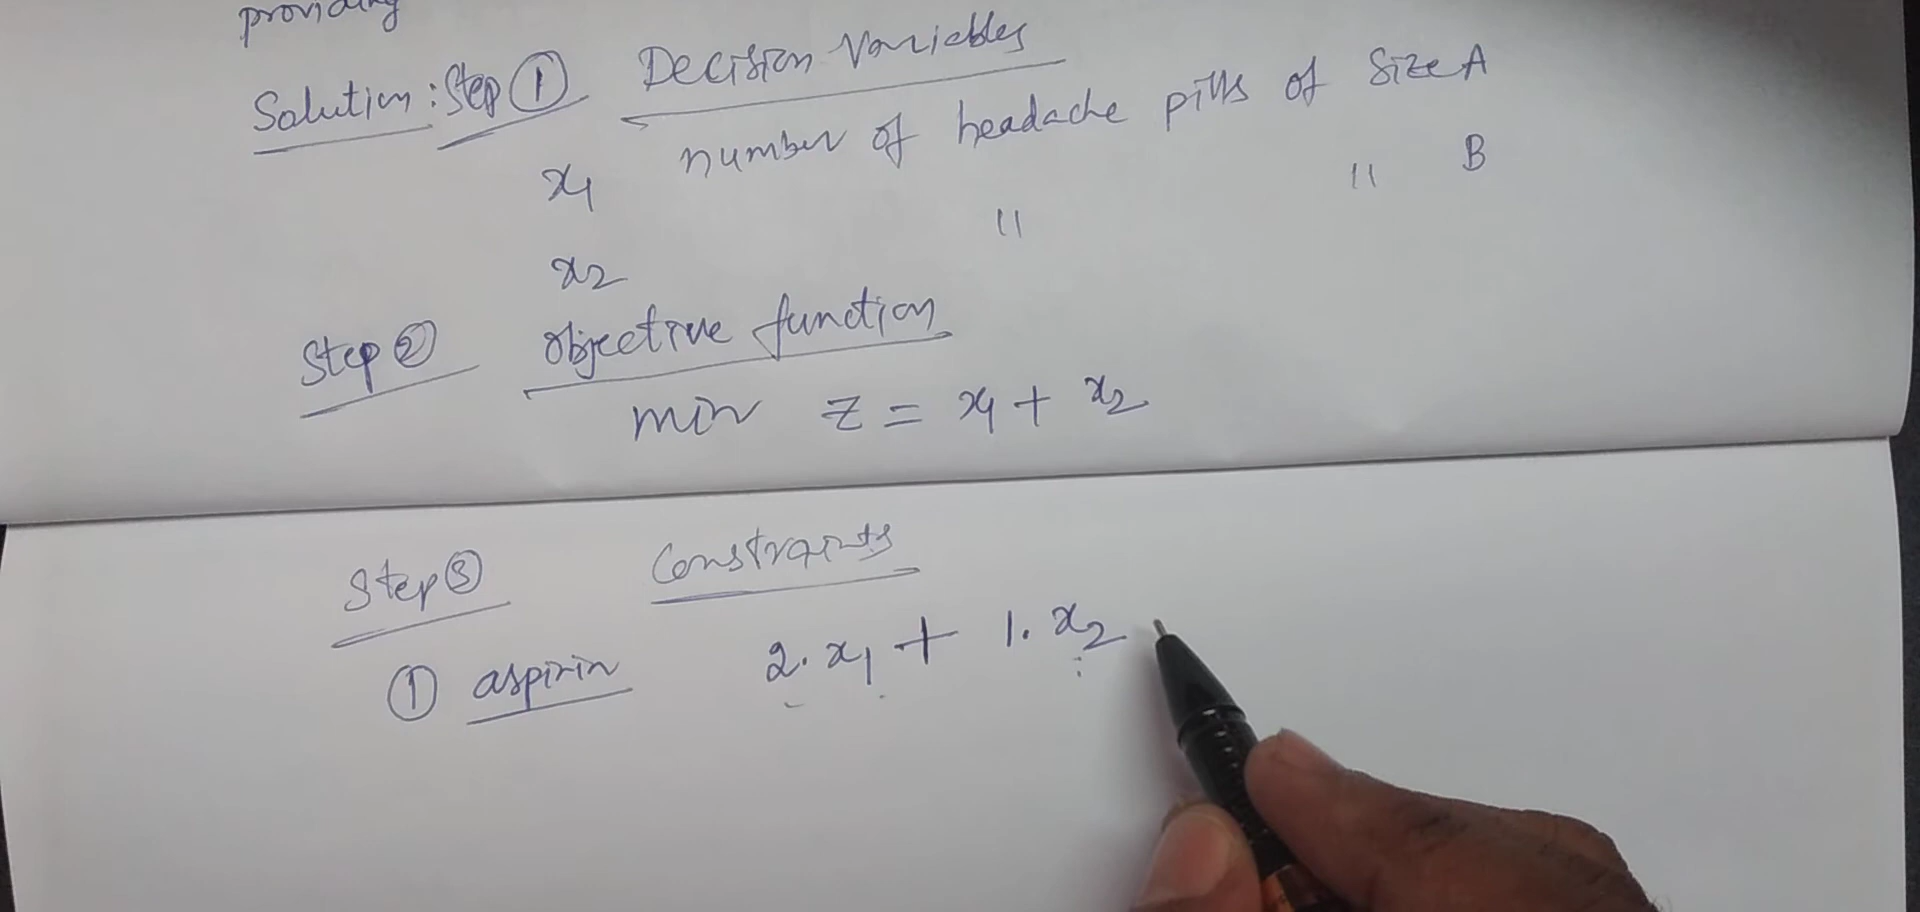 providing
Solution: Step ① Decision Variables
x1 number of headache pills of Size A
x2 " " B
Step ② Objective function
min Z = x1 + x2
Step ③ Constraints
① aspirin 2. x1 + 1. x2